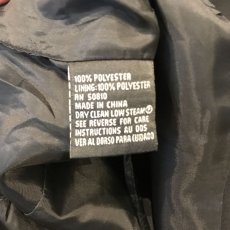 100% POLYESTER
LINING: 100% POLYESTER
RN 50810
MADE IN CHINA
DRY CLEAN LOW STEAM
SEE REVERSE FOR CARE
INSTRUCTIONS AU DOS
VER AL DORSO PARA CUIDADO